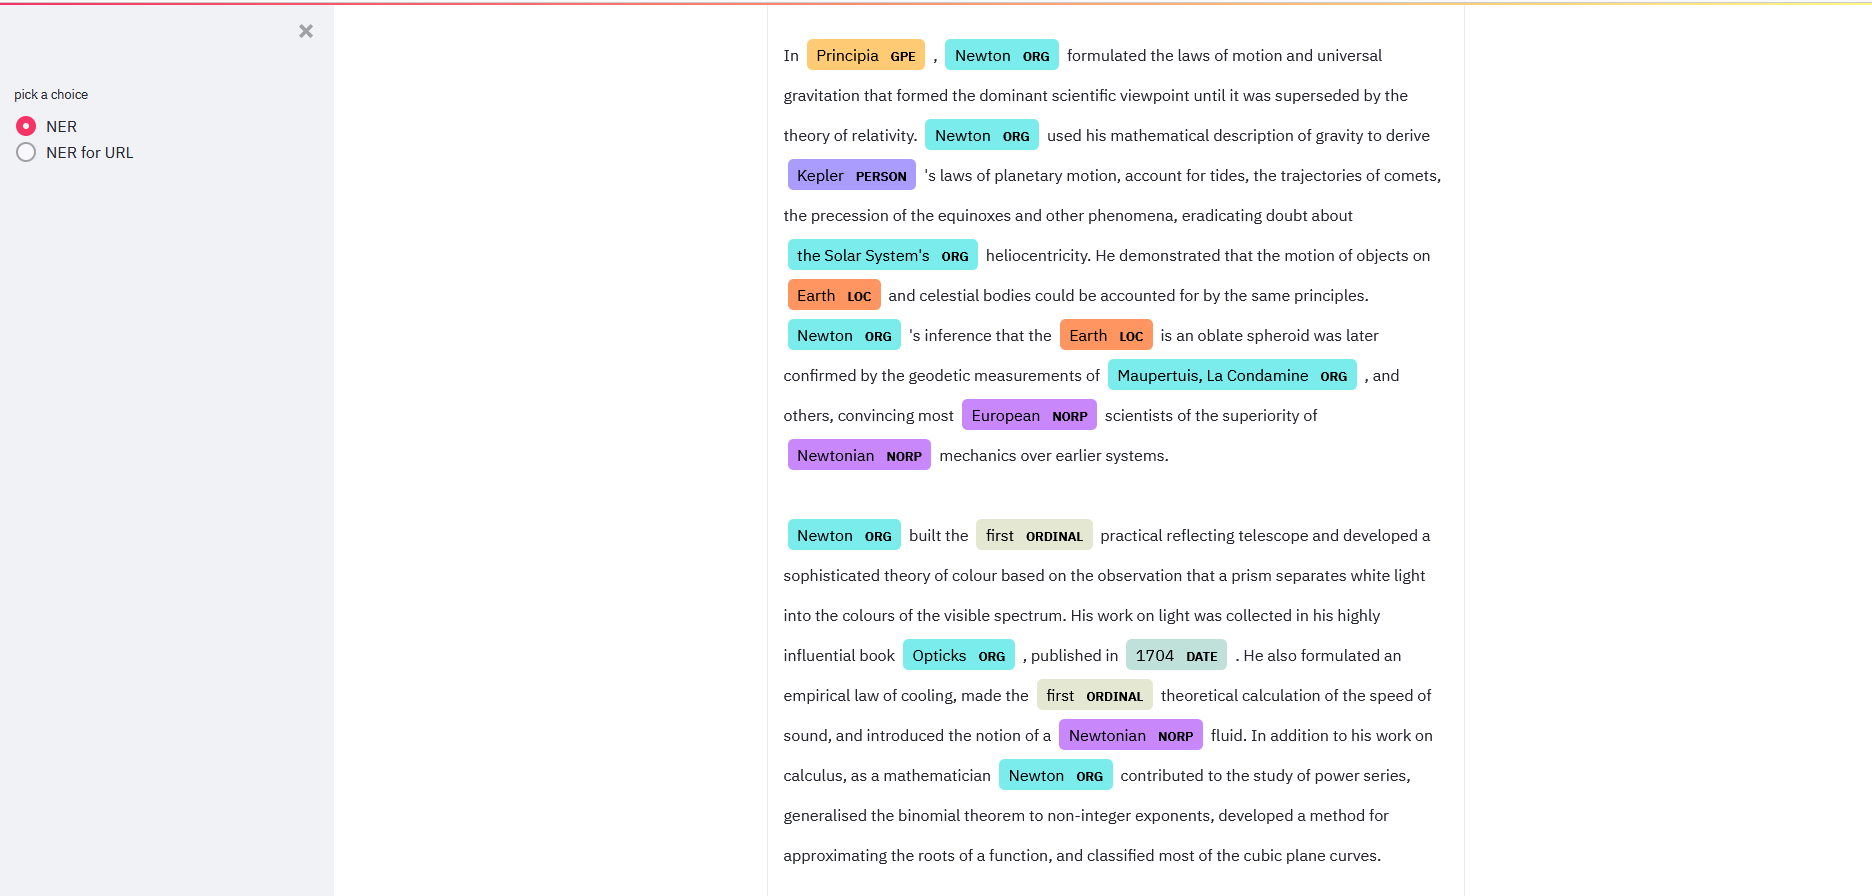 ×
pick a choice
NER
NER for URL
In Principia GPE , Newton ORG formulated the laws of motion and universal
gravitation that formed the dominant scientific viewpoint until it was superseded by the
theory of relativity. Newton ORG used his mathematical description of gravity to derive
Kepler PERSON 's laws of planetary motion, account for tides, the trajectories of comets,
the precession of the equinoxes and other phenomena, eradicating doubt about
the Solar System's ORG heliocentricity. He demonstrated that the motion of objects on
Earth LOC and celestial bodies could be accounted for by the same principles.
Newton ORG 's inference that the Earth LOC is an oblate spheroid was later
confirmed by the geodetic measurements of Maupertuis, La Condamine ORG , and
others, convincing most European NORP scientists of the superiority of
Newtonian NORP mechanics over earlier systems.
Newton ORG built the first ORDINAL practical reflecting telescope and developed a
sophisticated theory of colour based on the observation that a prism separates white light
into the colours of the visible spectrum. His work on light was collected in his highly
influential book Opticks ORG , published in 1704 DATE . He also formulated an
empirical law of cooling, made the first ORDINAL theoretical calculation of the speed of
sound, and introduced the notion of a Newtonian NORP fluid. In addition to his work on
calculus, as a mathematician Newton ORG contributed to the study of power series,
generalised the binomial theorem to non-integer exponents, developed a method for
approximating the roots of a function, and classified most of the cubic plane curves.